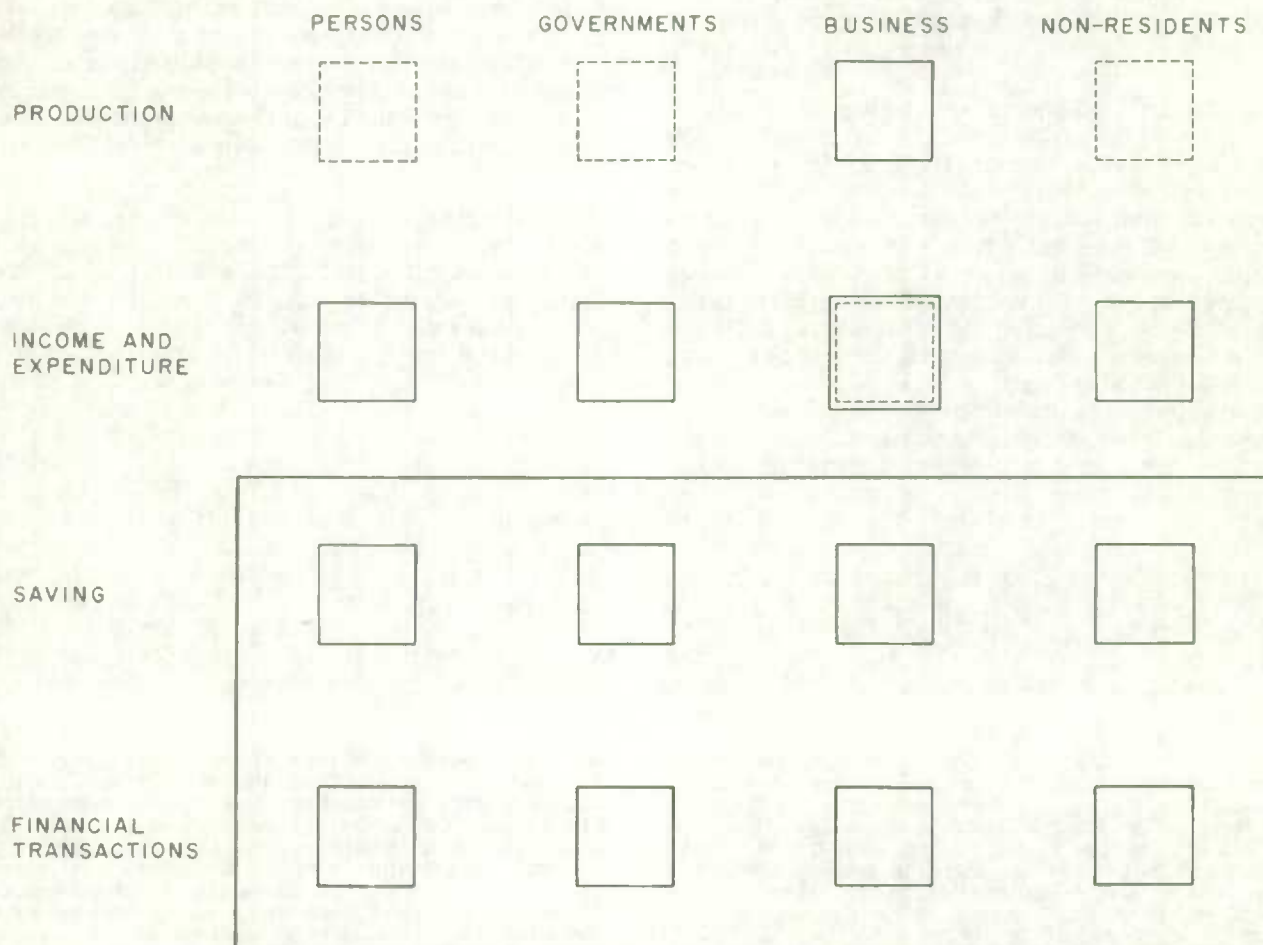 PERSONS GOVERNMENTS BUSINESS NON-RESIDENTS
PRODUCTION
INCOME AND
EXPENDITURE
SAVING
FINANCIAL
TRANSACTIONS